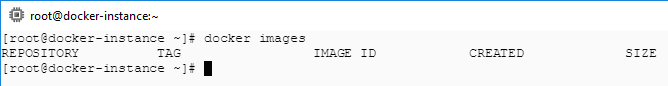 root@docker-instance:~
[root@docker-instance ~]# docker images
REPOSITORY TAG IMAGE ID CREATED SIZE
[root@docker-instance ~]#